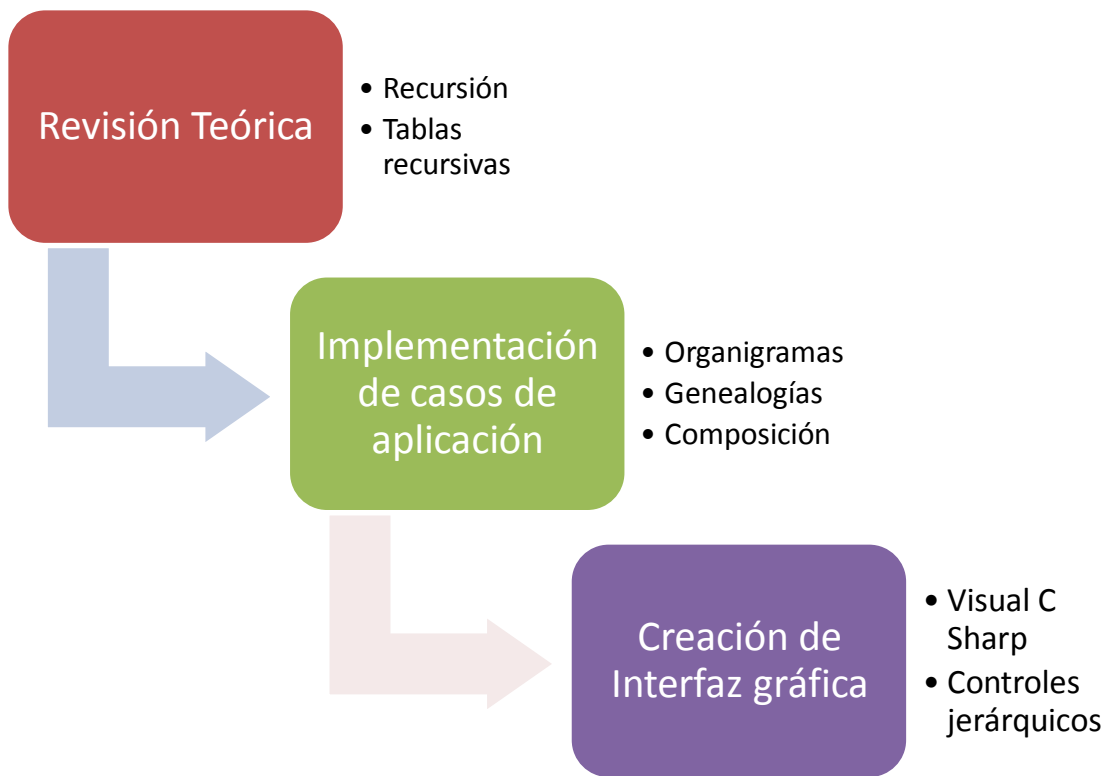 Revisión Teórica
• Recursión
• Tablas
recursivas
Implementación
de casos de
aplicación
• Organigramas
• Genealogías
• Composición
Creación de
Interfaz gráfica
• Visual C
Sharp
• Controles
jerárquicos